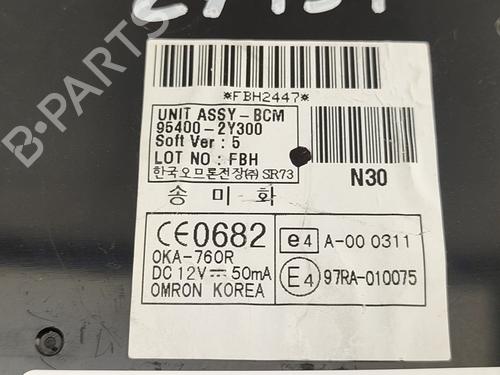 *FBH2447*
UNIT ASSY-BCM
95400-2Y300
Soft Ver : 5
LOT NO : FBH
한국오므론전장(주) SIR73
N30
송 미 화
CE0682
OKA-760R
DC 12V⎓50mA
OMRON KOREA
e4 A-00 0311
E4 97RA-010075
B-PARTS